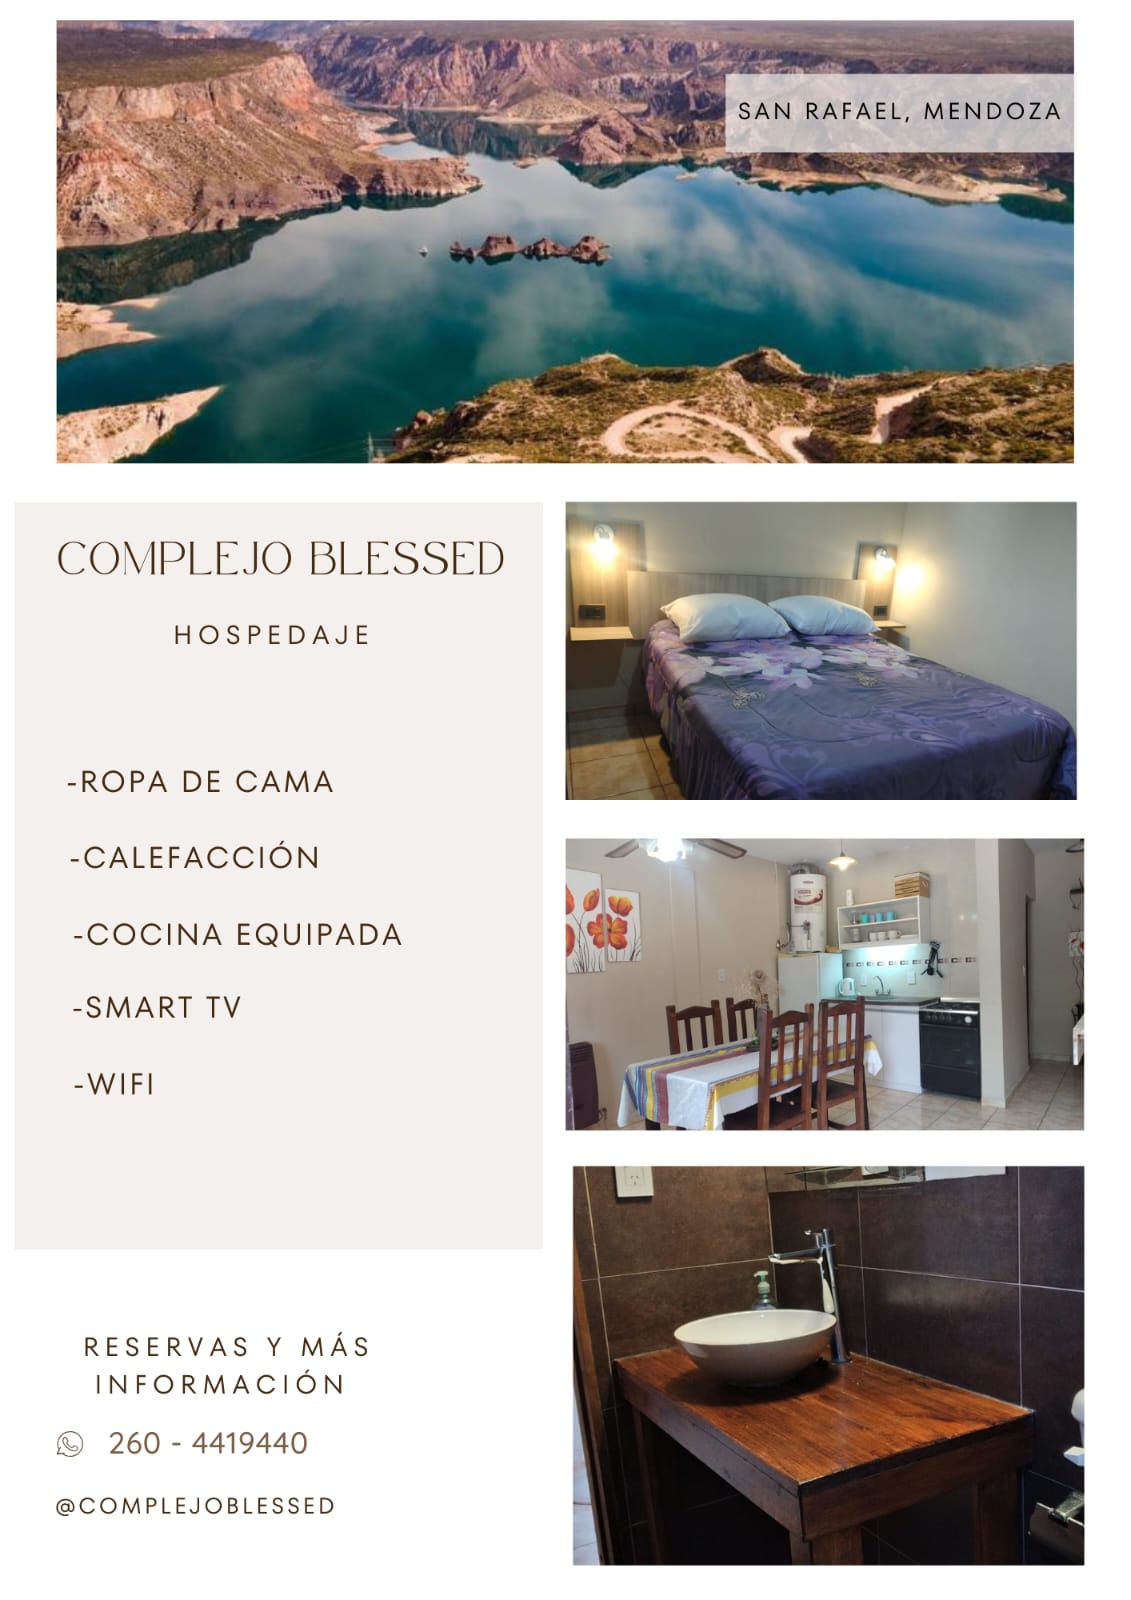 SAN RAFAEL, MENDOZA
COMPLEJO BLESSED
HOSPEDAJE
-ROPA DE CAMA
-CALEFACCIÓN
-COCINA EQUIPADA
-SMART TV
-WIFI
RESERVAS Y MÁS
INFORMACIÓN
260 - 4419440
@COMPLEJOBLESSED